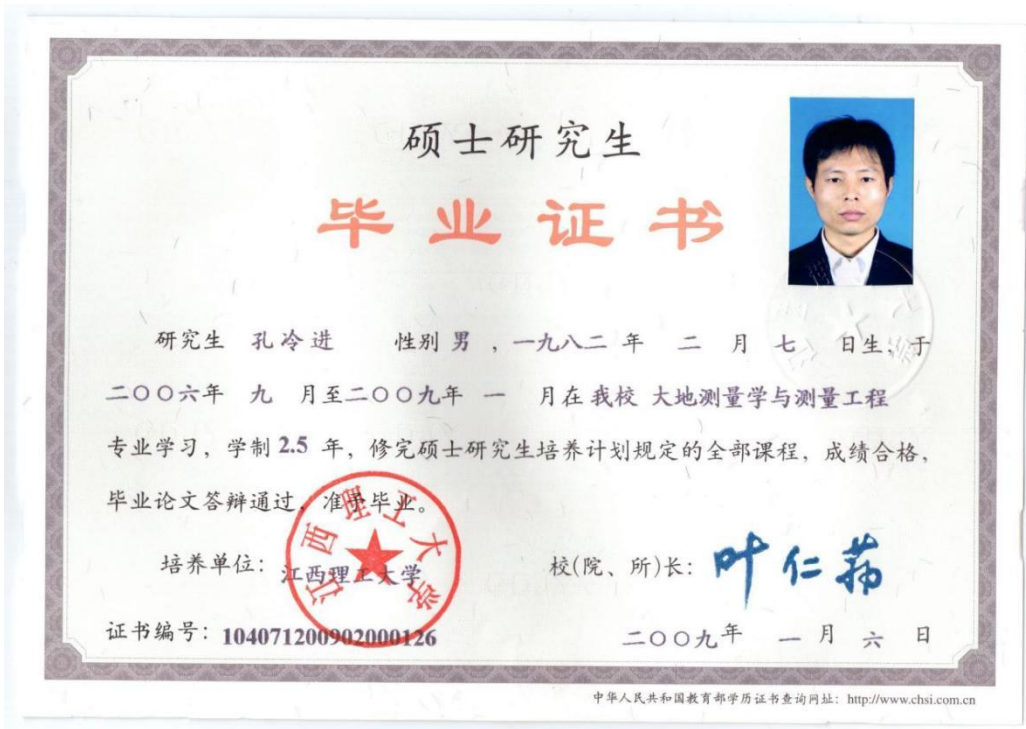 硕士研究生
毕业证书
研究生 孔冷进 性别 男 ，一九八二 年 二 月 七 日生，于
二〇〇六年 九 月至二〇〇九年 一 月在我校 大地测量学与测量工程
专业学习，学制 2.5 年，修完硕士研究生培养计划规定的全部课程，成绩合格，
毕业论文答辩通过，准予毕业。
江西理工大学
培养单位：江西理工大学
校(院、所)长：叶仁荪
证书编号：104071200902000126
二〇〇九年 一 月 六 日
中华人民共和国教育部学历证书查询网址：http://www.chsi.com.cn